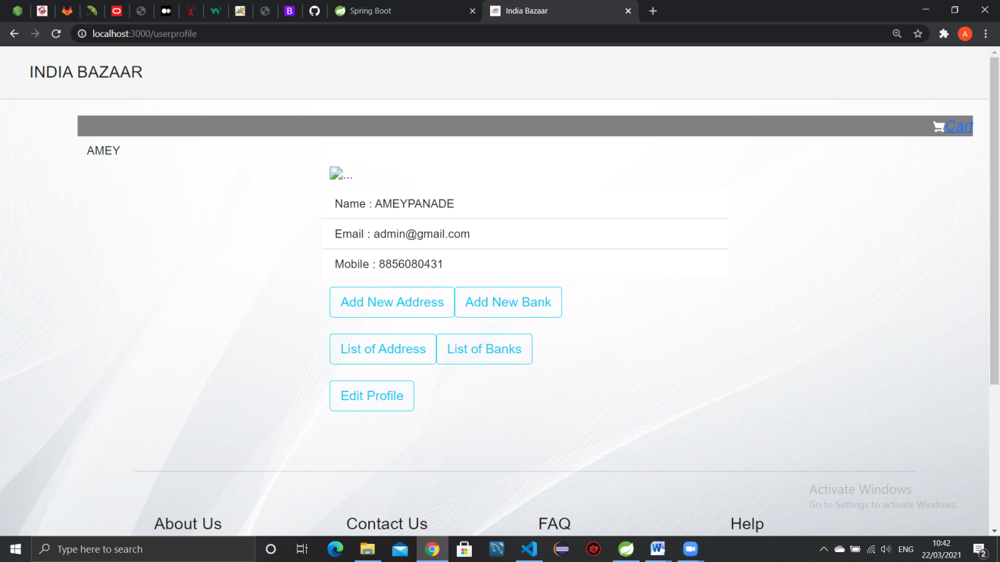 Spring Boot
India Bazaar
localhost:3000/userprofile
A
INDIA BAZAAR
Cart
AMEY
...
Name : AMEYPANADE
Email : admin@gmail.com
Mobile : 8856080431
Add New Address Add New Bank
List of Address List of Banks
Edit Profile
Activate Windows
Go to Settings to activate Windows.
About Us Contact Us FAQ Help
Type here to search
ENG
10:42
22/03/2021
2